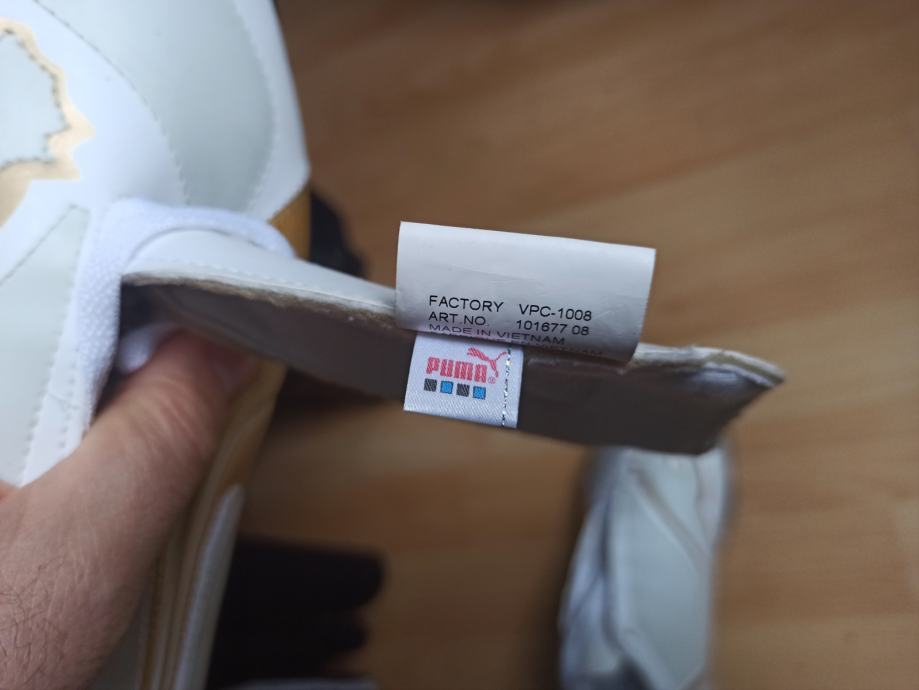 FACTORY VPC-1008
ART.NO. 101677 08
MADE IN VIETNAM
PUMA®